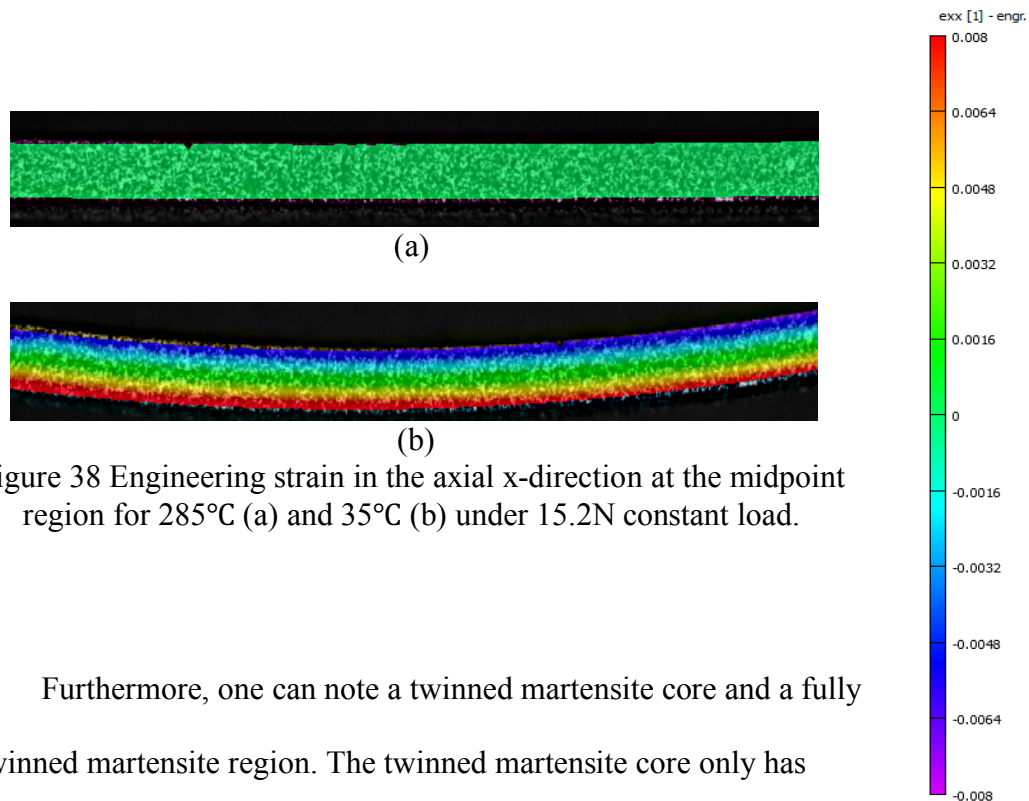 exx [1] - engr.
0.008
0.0064
0.0048
0.0032
0.0016
0
-0.0016
-0.0032
-0.0048
-0.0064
-0.008
(a)
(b)
igure 38 Engineering strain in the axial x-direction at the midpoint
region for 285°C (a) and 35°C (b) under 15.2N constant load.
Furthermore, one can note a twinned martensite core and a fully
winned martensite region. The twinned martensite core only has